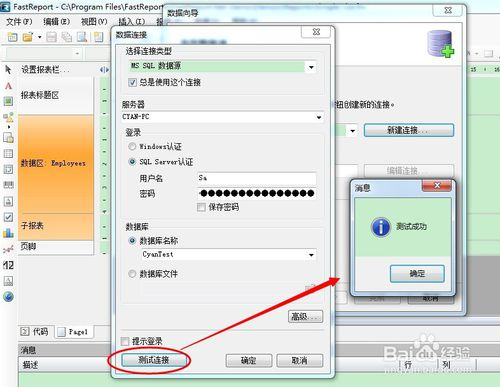 FastReport - C:\Program Files\FastReport
文件(F) 编辑(E) 视图(V) 插入(I)
设置报表栏...
报表标题区
数据区: Employees
子报表
页脚
代码 Page1
消息
描述
行 列
数据向导
钮创建新的连接。
新建连接...
编辑连接...
取消
数据连接
选择连接类型
MS SQL 数据源
总是使用这个连接
服务器
CYAN-PC
登录
Windows认证
SQL Server认证
用户名 Sa
密码 ●●●●●●●●●●●●●●●
保存密码
数据库
数据库名称
CyanTest
数据库文件
高级...
提示登录
测试连接 确定 取消
消息
测试成功
确定
Baidu 经验